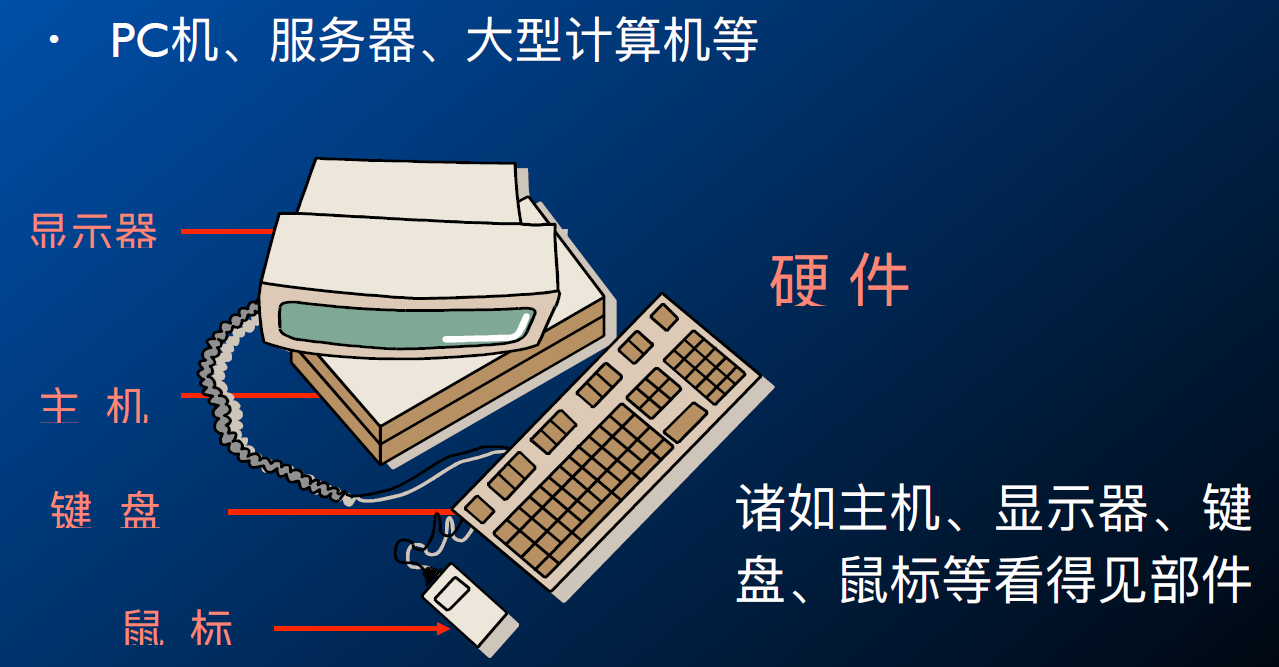 • PC机、服务器、大型计算机等
显示器
硬 件
主 机
键 盘
诸如主机、显示器、键
盘、鼠标等看得见部件
鼠 标